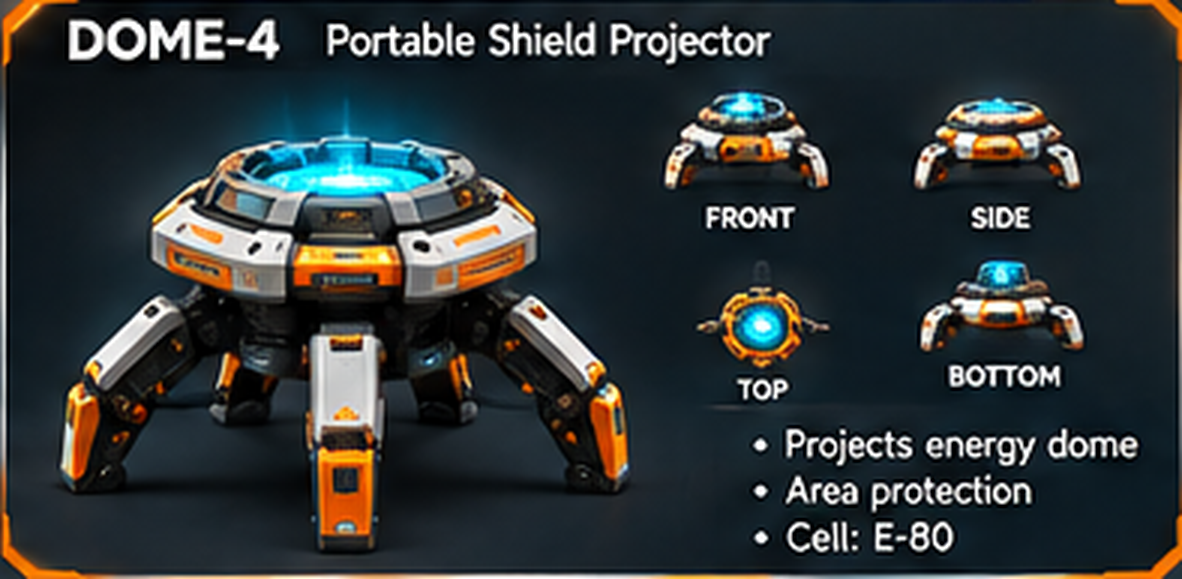 DOME-4 Portable Shield Projector
FRONT
SIDE
TOP
BOTTOM
• Projects energy dome
• Area protection
• Cell: E-80